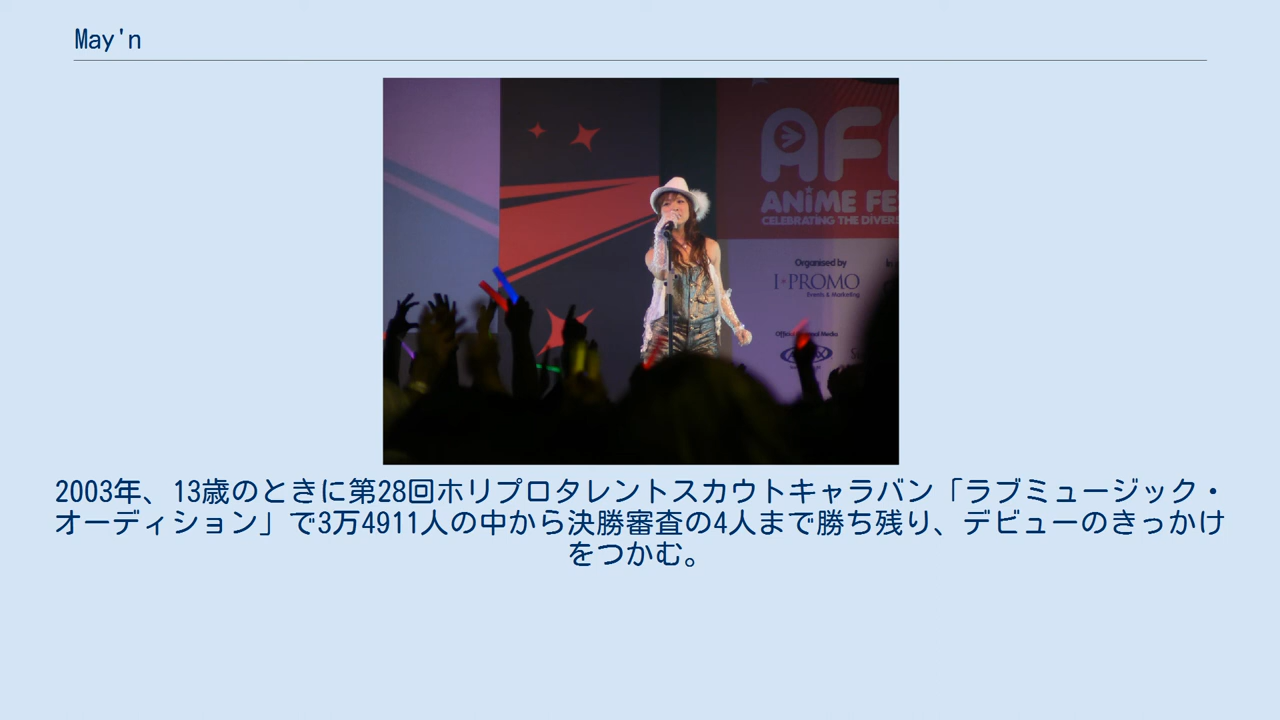 May'n
AFA
ANiME FE
CELEBRATING THE DIVERS
Organised by
I PROMO
Events & Marketing
2003年、13歳のときに第28回ホリプロタレントスカウトキャラバン「ラブミュージック・
オーディション」で3万4911人の中から決勝審査の4人まで勝ち残り、デビューのきっかけ
をつかむ。